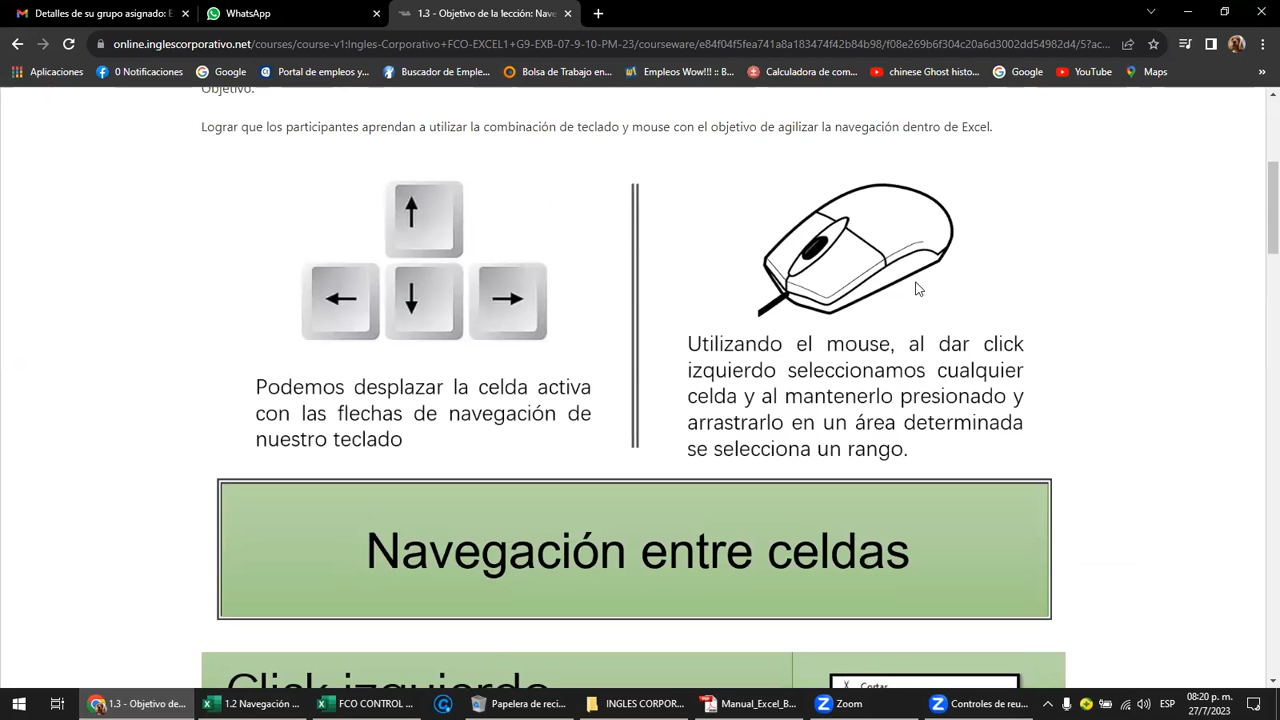 Detalles de su grupo asignado: E
WhatsApp
1.3 - Objetivo de la lección: Nave
online.inglescorporativo.net/courses/course-v1:Ingles-Corporativo+FCO-EXCEL1+G9-EXB-07-9-10-PM-23/courseware/e84f04f5fea741a8a183474f42b84b98/f08e269b6f304c20a6d3002dd54982d4/5?ac...
Aplicaciones
0 Notificaciones
Google
Portal de empleos y...
Buscador de Emple...
Bolsa de Trabajo en...
Empleos Wow!!! :: B...
Calculadora de com...
chinese Ghost histo...
Google
YouTube
Maps
Objetivo.
Lograr que los participantes aprendan a utilizar la combinación de teclado y mouse con el objetivo de agilizar la navegación dentro de Excel.
Podemos desplazar la celda activa
con las flechas de navegación de
nuestro teclado
Utilizando el mouse, al dar click
izquierdo seleccionamos cualquier
celda y al mantenerlo presionado y
arrastrarlo en un área determinada
se selecciona un rango.
Navegación entre celdas
Click izquierdo
Cortar
1.3 - Objetivo de...
1.2 Navegación ...
FCO CONTROL ...
Papelera de reci...
INGLES CORPOR...
Manual_Excel_B...
Zoom
Controles de reu...
ESP
08:20 p. m.
27/7/2023